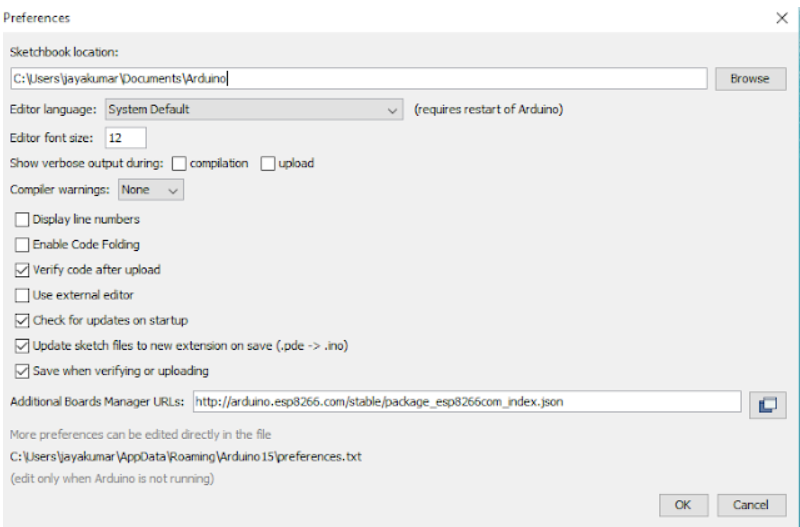 Preferences
Sketchbook location:
C:\Users\jayakumar\Documents\Arduino
Browse
Editor language: System Default (requires restart of Arduino)
Editor font size: 12
Show verbose output during: compilation upload
Compiler warnings: None
Display line numbers
Enable Code Folding
Verify code after upload
Use external editor
Check for updates on startup
Update sketch files to new extension on save (.pde -> .ino)
Save when verifying or uploading
Additional Boards Manager URLs: http://arduino.esp8266.com/stable/package_esp8266com_index.json
More preferences can be edited directly in the file
C:\Users\jayakumar\AppData\Roaming\Arduino15\preferences.txt
(edit only when Arduino is not running)
OK Cancel